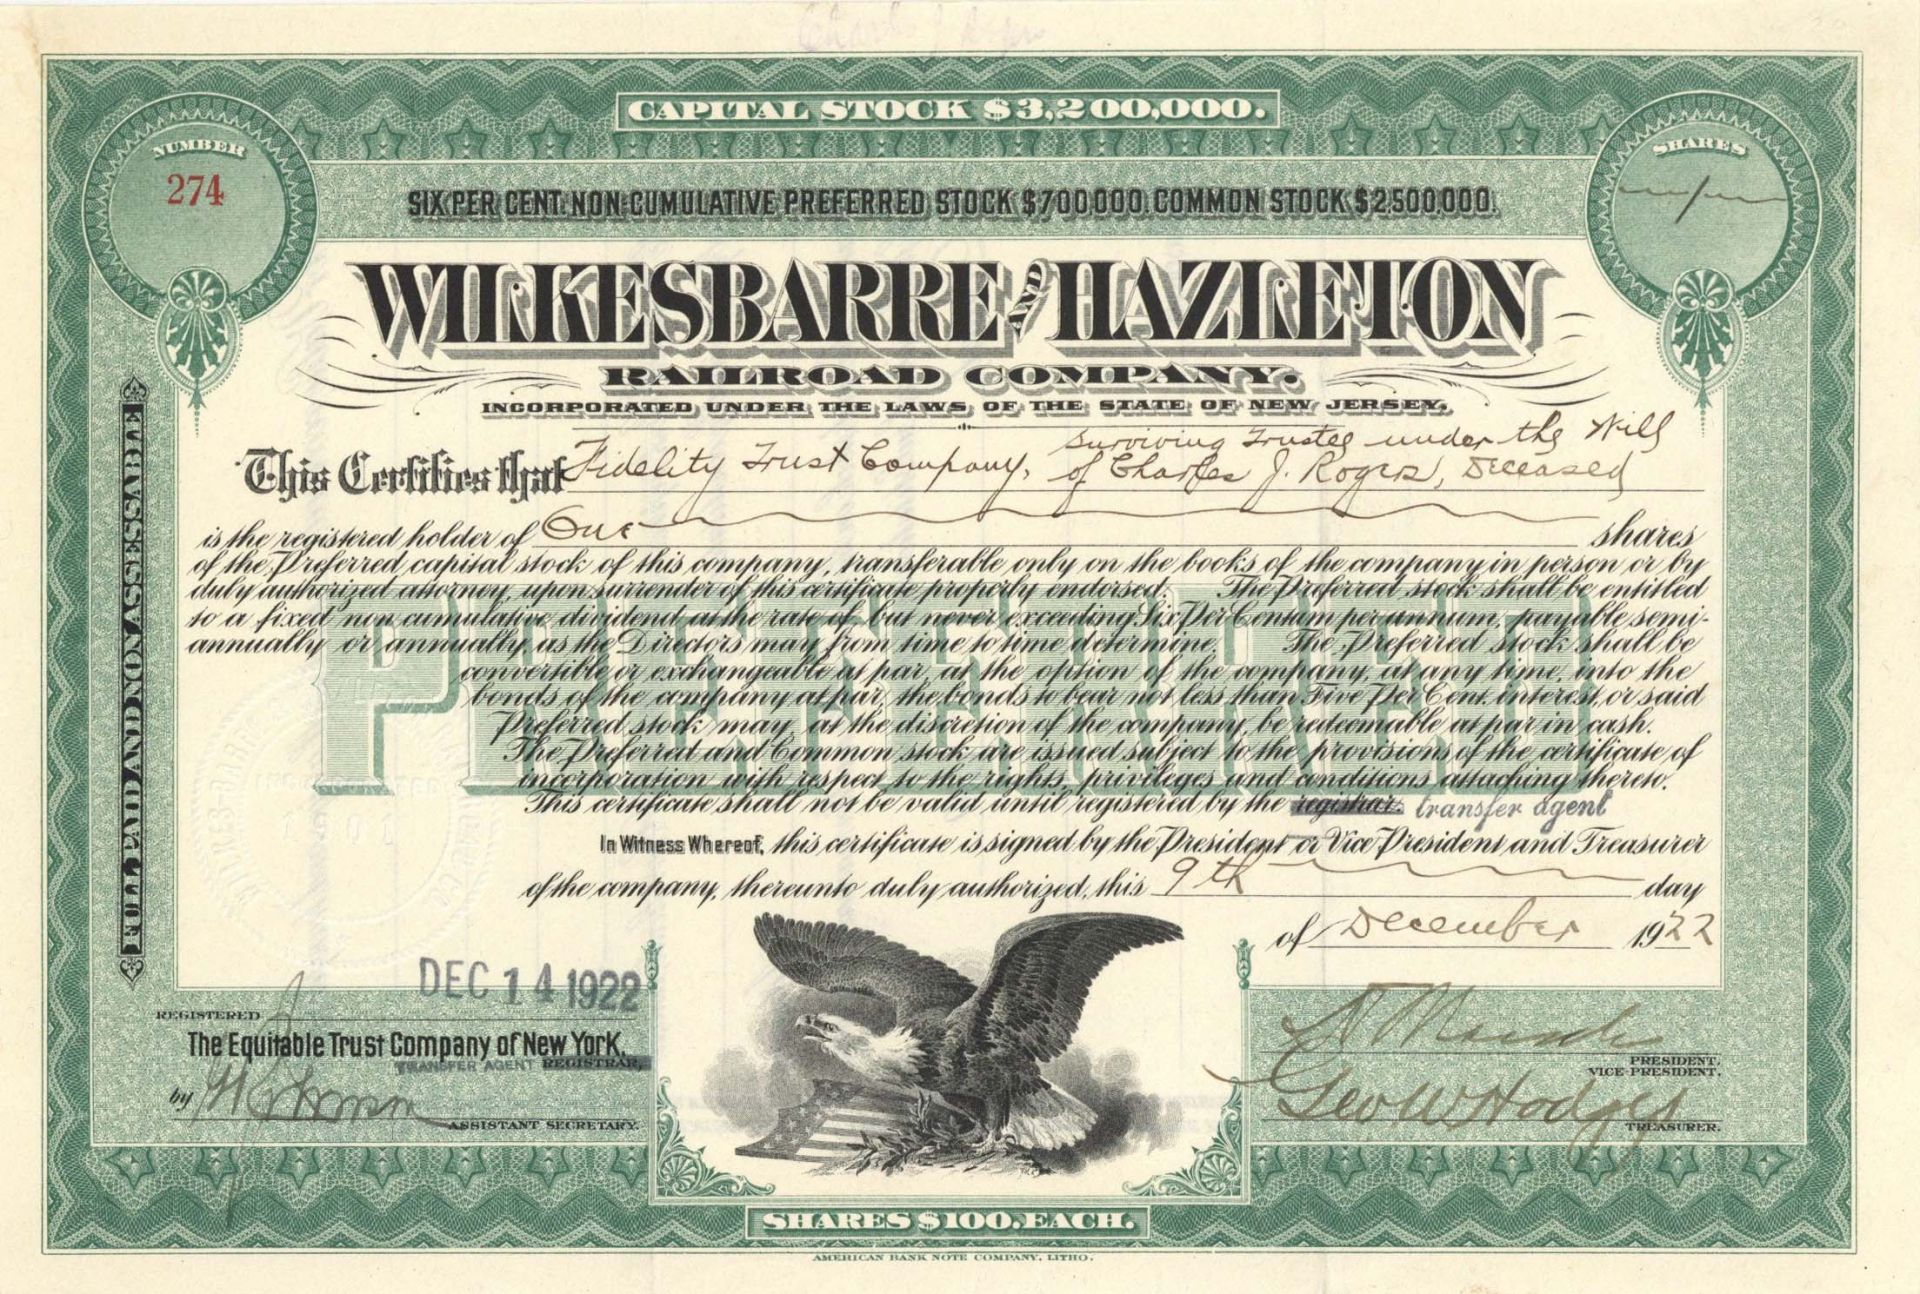 Charles J. Rogers
CAPITAL STOCK $3,200,000.
NUMBER
274
SHARES
1
SIX PER CENT. NON-CUMULATIVE PREFERRED STOCK $700,000. COMMON STOCK $2,500,000.
WILKESBARRE AND HAZLETON
RAILROAD COMPANY.
INCORPORATED UNDER THE LAWS OF THE STATE OF NEW JERSEY.
FULL PAID AND NON-ASSESSABLE
This Certifies that Fidelity Trust Company, surviving Trustee under the Will
of Charles J. Rogers, Deceased
is the registered holder of One shares
of the Preferred capital stock of this company, transferable only on the books of the company in person or by
duly authorized attorney, upon surrender of this certificate properly endorsed. The Preferred stock shall be entitled
to a fixed non cumulative dividend at the rate of, but never exceeding Six Per Centum per annum, payable semi-
annually or annually, as the Directors may from time to time determine. The Preferred stock shall be
convertible or exchangeable at par, at the option of the company, at any time, into the
bonds of the company at par, the bonds to bear not less than Five Per Cent. interest, or said
Preferred stock may, at the discretion of the company, be redeemable at par in cash.
The Preferred and Common stock are issued subject to the provisions of the certificate of
incorporation with respect to the rights, privileges and conditions attaching thereto.
This certificate shall not be valid until registered by the registrar. transfer agent
PREFERRED
INCORPORATED
1901
In Witness Whereof, this certificate is signed by the President or Vice President and Treasurer
of the company, thereunto duly authorized, this 9th day
of December 1922
DEC 14 1922
REGISTERED
The Equitable Trust Company of New York,
TRANSFER AGENT REGISTRAR,
by
ASSISTANT SECRETARY.
PRESIDENT.
VICE-PRESIDENT.
Geo W Hodges
TREASURER.
SHARES $100. EACH.
AMERICAN BANK NOTE COMPANY, LITHO.